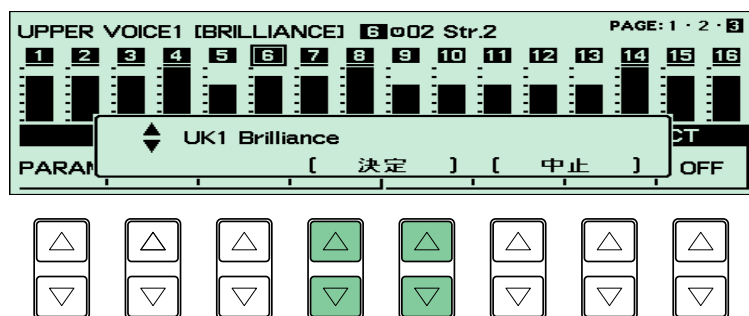 UPPER VOICE1 [BRILLIANCE] 6 02 Str.2 PAGE: 1 · 2 · 3
1 2 3 4 5 6 7 8 9 10 11 12 13 14 15 16
CT
UK1 Brilliance
PARAM [ 決定 ] [ 中止 ] OFF